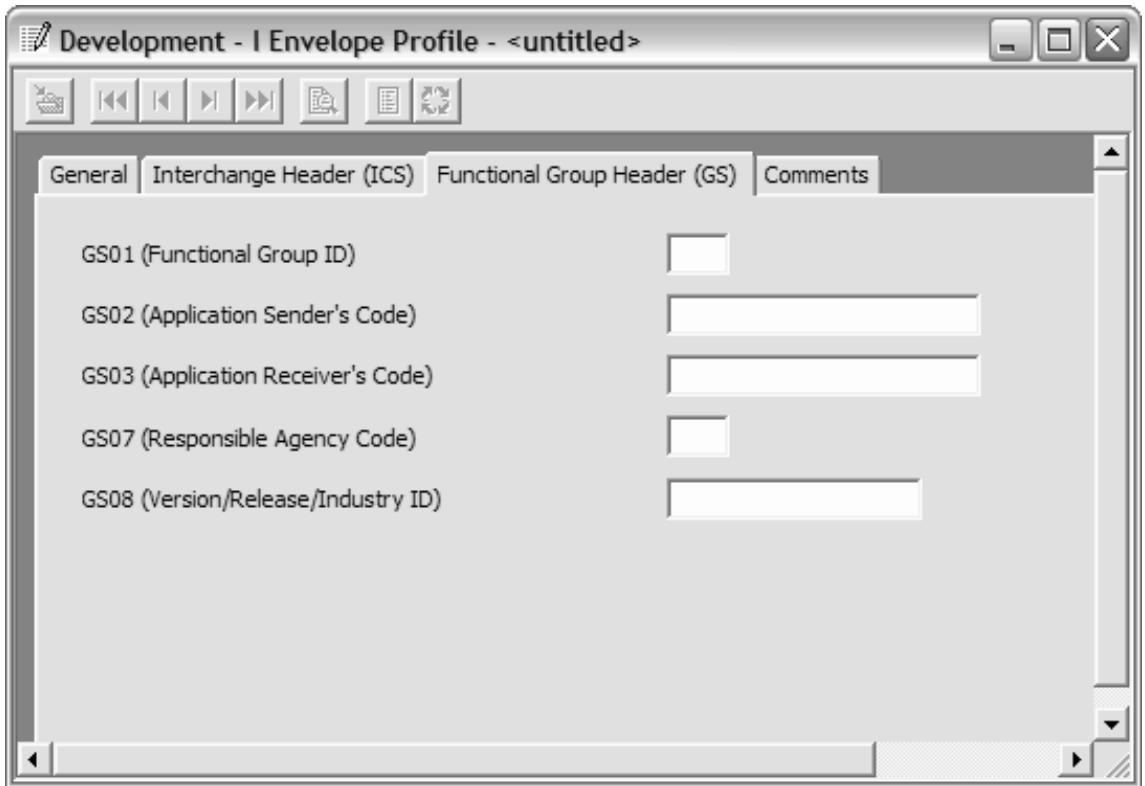 Development - I Envelope Profile - <untitled>
General
Interchange Header (ICS)
Functional Group Header (GS)
Comments
GS01 (Functional Group ID)
GS02 (Application Sender's Code)
GS03 (Application Receiver's Code)
GS07 (Responsible Agency Code)
GS08 (Version/Release/Industry ID)